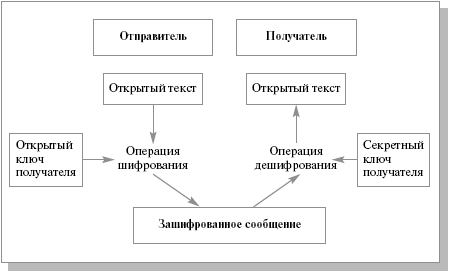 Отправитель
Получатель
Открытый текст
Открытый текст
Открытый
ключ
получателя
Операция
шифрования
Операция
дешифрования
Секретный
ключ
получателя
Зашифрованное сообщение